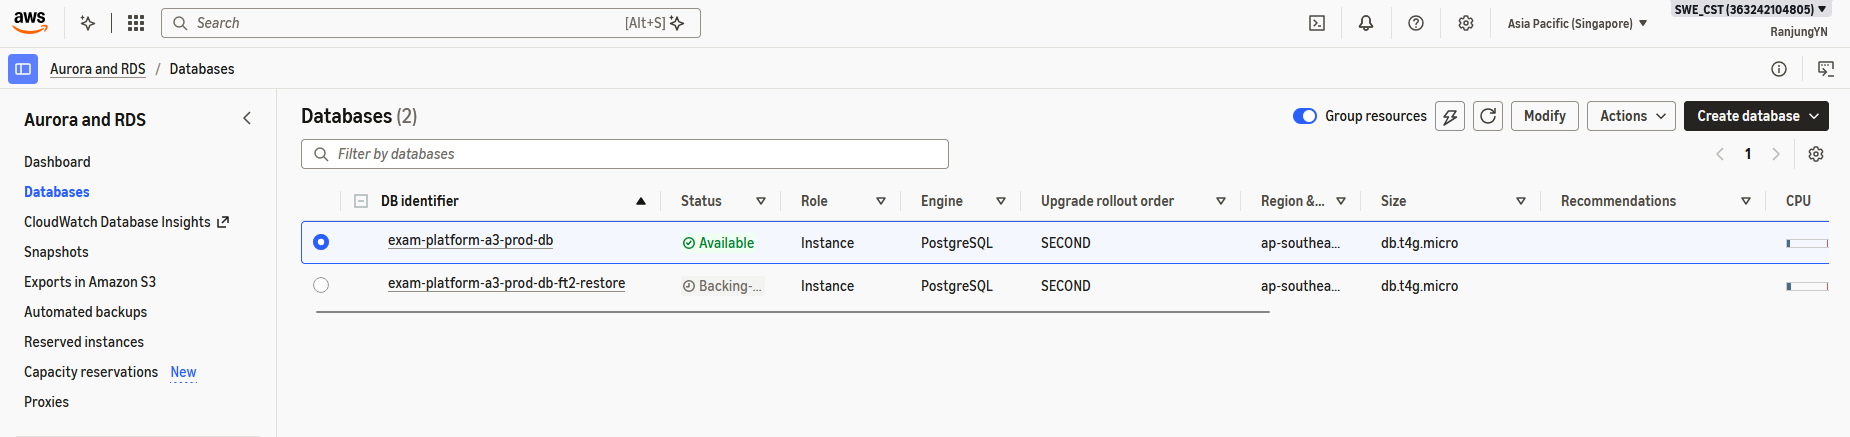 aws
Search [Alt+S]
Asia Pacific (Singapore)
SWE_CST (363242104805)
RanjungYN
Aurora and RDS / Databases
Aurora and RDS
Dashboard
Databases
CloudWatch Database Insights
Snapshots
Exports in Amazon S3
Automated backups
Reserved instances
Capacity reservations New
Proxies
Databases (2)
Group resources
Modify
Actions
Create database
Filter by databases
1
DB identifier Status Role Engine Upgrade rollout order Region &... Size Recommendations CPU
exam-platform-a3-prod-db Available Instance PostgreSQL SECOND ap-southea... db.t4g.micro
exam-platform-a3-prod-db-ft2-restore Backing-... Instance PostgreSQL SECOND ap-southea... db.t4g.micro